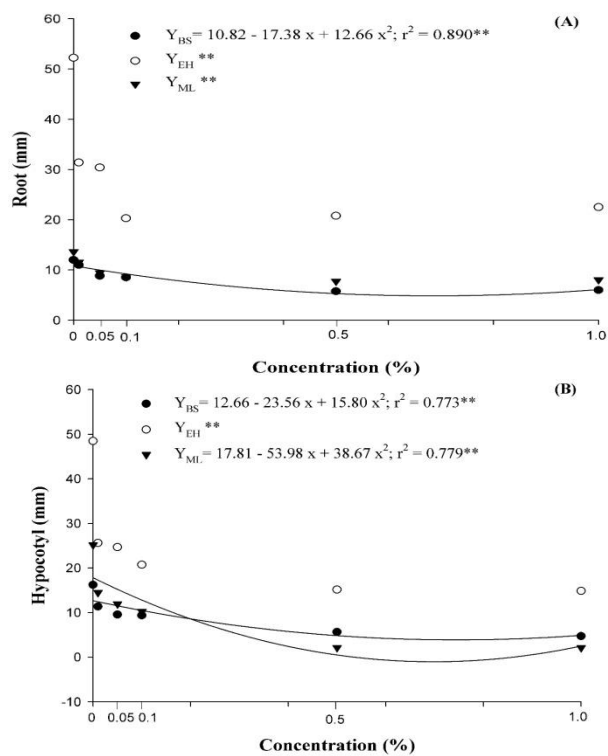 (A)
Y_BS= 10.82 - 17.38 x + 12.66 x²; r² = 0.890**
Y_EH **
Y_ML **
60
50
40
30
20
10
0
Root (mm)
0 0.05 0.1 0.5 1.0
Concentration (%)
(B)
Y_BS= 12.66 - 23.56 x + 15.80 x²; r² = 0.773**
Y_EH **
Y_ML= 17.81 - 53.98 x + 38.67 x²; r² = 0.779**
60
50
40
30
20
10
0
-10
Hypocotyl (mm)
0 0.05 0.1 0.5 1.0
Concentration (%)